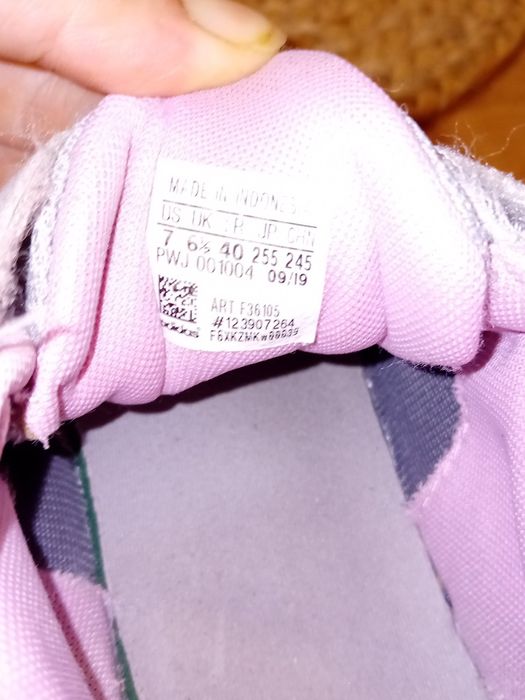 MADE IN INDONESIA
US UK FR JP CHN
7 6½ 40 255 245
PWJ 001004 09/19
ART F36105
#123907264
adidas